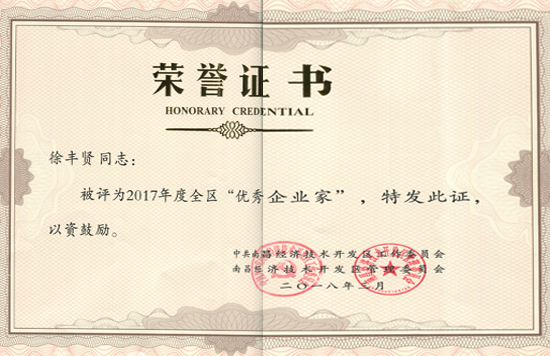 荣誉证书
HONORARY CREDENTIAL
徐丰贤同志：
被评为2017年度全区“优秀企业家”，特发此证，
以资鼓励。
中共南昌经济技术开发区工作委员会
南昌经济技术开发区管理委员会
二〇一八年三月